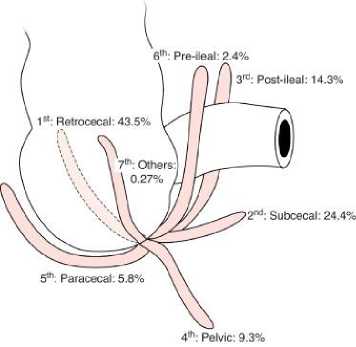 6th: Pre-ileal: 2.4%
3rd: Post-ileal: 14.3%
1st: Retrocecal: 43.5%
7th: Others:
0.27%
2nd: Subcecal: 24.4%
5th: Paracecal: 5.8%
4th: Pelvic: 9.3%